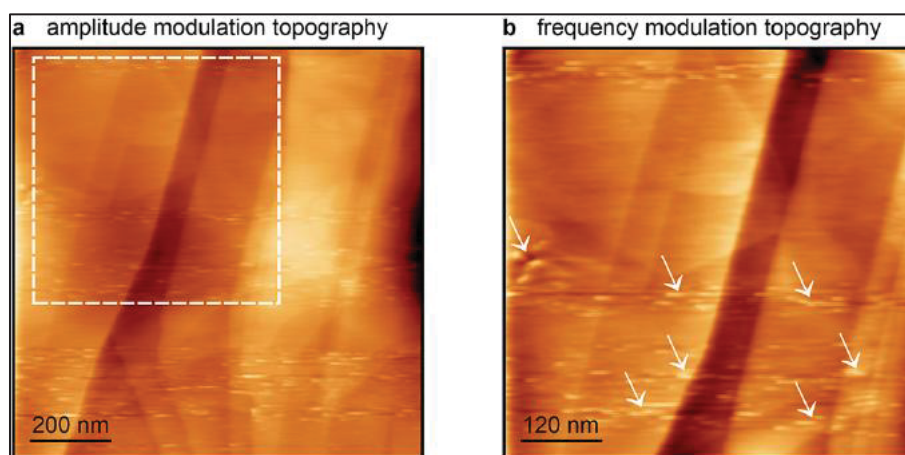 a amplitude modulation topography
b frequency modulation topography
200 nm
120 nm